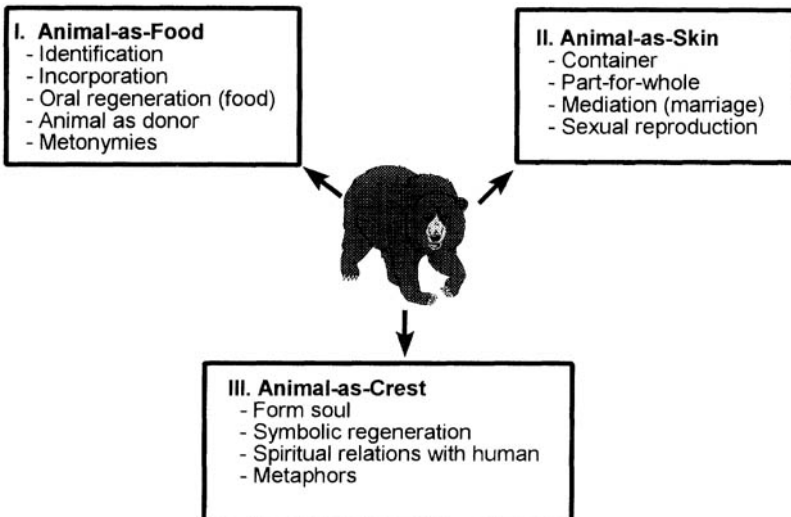 I. Animal-as-Food
- Identification
- Incorporation
- Oral regeneration (food)
- Animal as donor
- Metonymies
II. Animal-as-Skin
- Container
- Part-for-whole
- Mediation (marriage)
- Sexual reproduction
III. Animal-as-Crest
- Form soul
- Symbolic regeneration
- Spiritual relations with human
- Metaphors